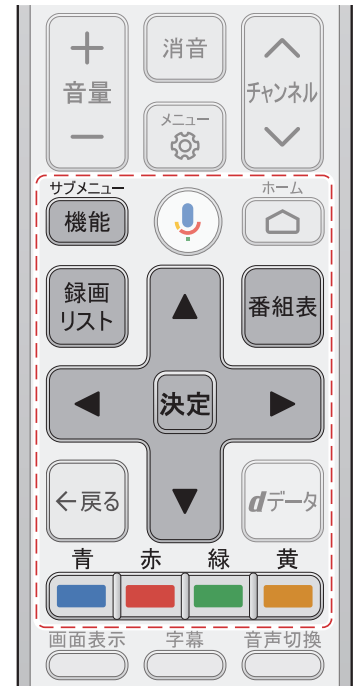 消音
音量
チャンネル
メニュー
サブメニュー
ホーム
機能
録画
リスト
番組表
決定
←戻る
dデータ
青 赤 緑 黄
画面表示 字幕 音声切換